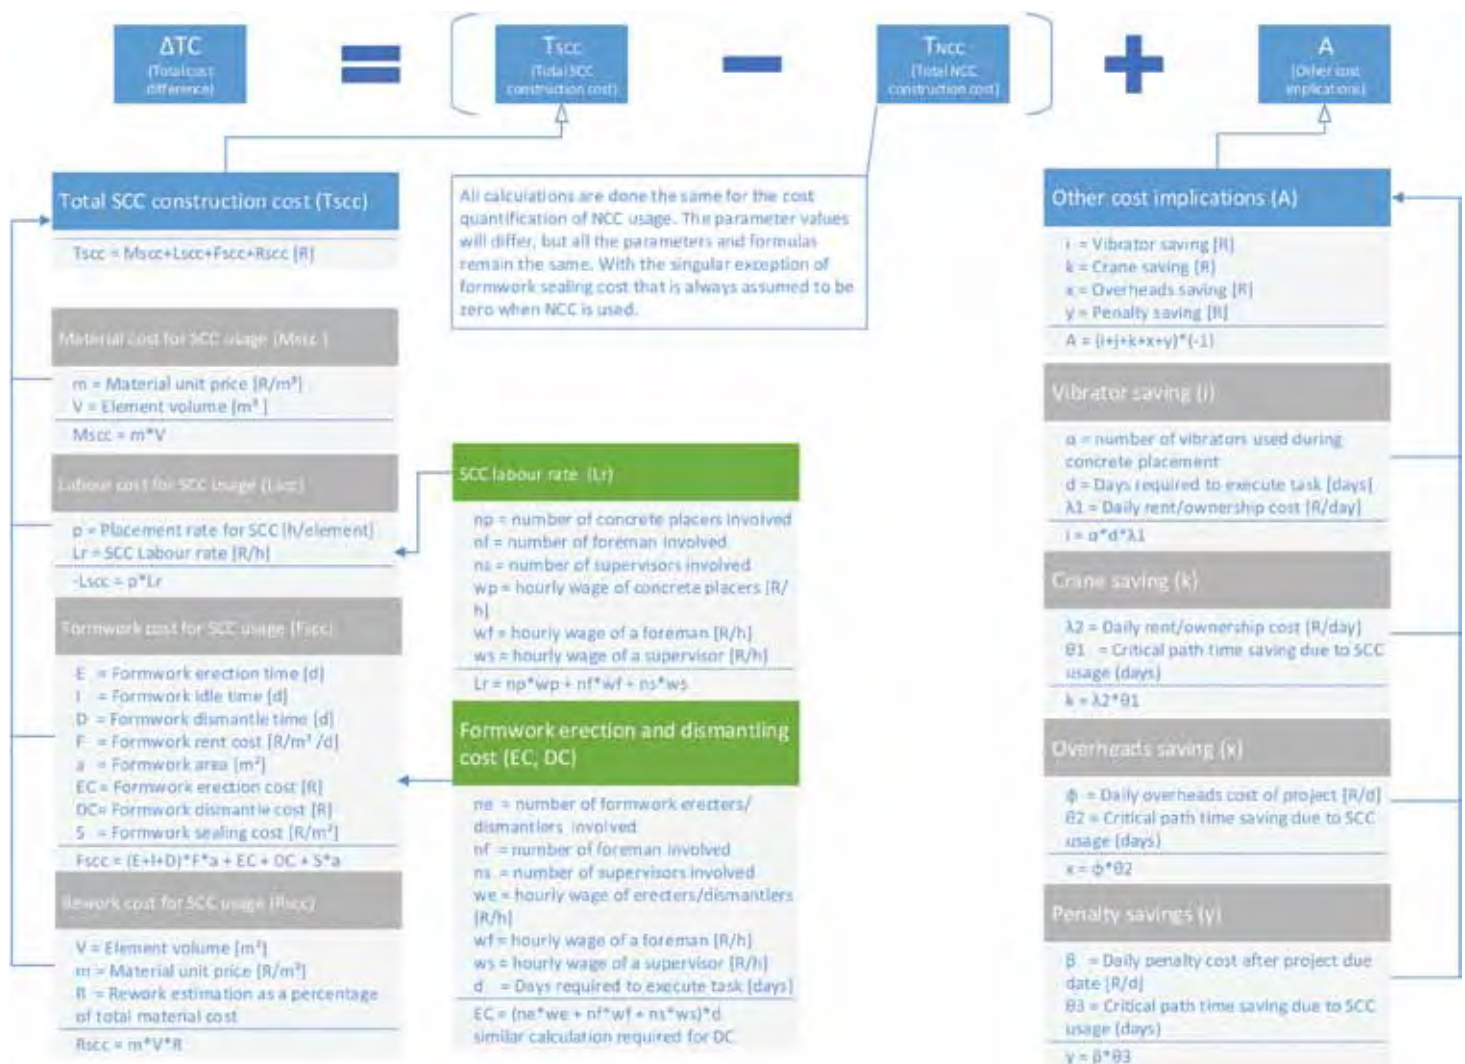 ΔTC
(Total cost
difference)
=
(
Tscc
(Total SCC
construction cost)
−
TNCC
(Total NCC
construction cost)
)
+
A
(Other cost
implications)
Total SCC construction cost (Tscc)
Tscc = Mscc+Lscc+Fscc+Rscc [R]
Material cost for SCC usage (Mscc )
m = Material unit price [R/m³]
V = Element volume [m³ ]
Mscc = m*V
Labour cost for SCC usage (Lscc)
p = Placement rate for SCC [h/element]
Lr = SCC Labour rate [R/h]
-Lscc = p*Lr
Formwork cost for SCC usage (Fscc)
E = Formwork erection time [d]
I = Formwork idle time [d]
D = Formwork dismantle time [d]
F = Formwork rent cost [R/m² /d]
a = Formwork area [m²]
EC= Formwork erection cost [R]
DC= Formwork dismantle cost [R]
S = Formwork sealing cost [R/m²]
Fscc = (E+I+D)*F*a + EC + DC + S*a
Rework cost for SCC usage (Rscc)
V = Element volume [m³]
m = Material unit price [R/m³]
R = Rework estimation as a percentage
of total material cost
Rscc = m*V*R
All calculations are done the same for the cost
quantification of NCC usage. The parameter values
will differ, but all the parameters and formulas
remain the same. With the singular exception of
formwork sealing cost that is always assumed to be
zero when NCC is used.
SCC labour rate (Lr)
np = number of concrete placers involved
nf = number of foreman involved
ns = number of supervisors involved
wp = hourly wage of concrete placers [R/
h]
wf = hourly wage of a foreman [R/h]
ws = hourly wage of a supervisor [R/h]
Lr = np*wp + nf*wf + ns*ws
Formwork erection and dismantling
cost (EC, DC)
ne = number of formwork erecters/
dismantlers involved
nf = number of foreman involved
ns = number of supervisors involved
we = hourly wage of erecters/dismantlers
[R/h]
wf = hourly wage of a foreman [R/h]
ws = hourly wage of a supervisor [R/h]
d = Days required to execute task [days]
EC = (ne*we + nf*wf + ns*ws)*d
similar calculation required for DC
Other cost implications (A)
i = Vibrator saving [R]
k = Crane saving [R]
x = Overheads saving [R]
y = Penalty saving [R]
A = (i+j+k+x+y)*(-1)
Vibrator saving (i)
α = number of vibrators used during
concrete placement
d = Days required to execute task [days]
λ1 = Daily rent/ownership cost [R/day]
i = α*d*λ1
Crane saving (k)
λ2 = Daily rent/ownership cost [R/day]
θ1 = Critical path time saving due to SCC
usage (days)
k = λ2*θ1
Overheads saving (x)
ϕ = Daily overheads cost of project [R/d]
θ2 = Critical path time saving due to SCC
usage (days)
x = ϕ*θ2
Penalty savings (y)
β = Daily penalty cost after project due
date [R/d]
θ3 = Critical path time saving due to SCC
usage (days)
y = β*θ3